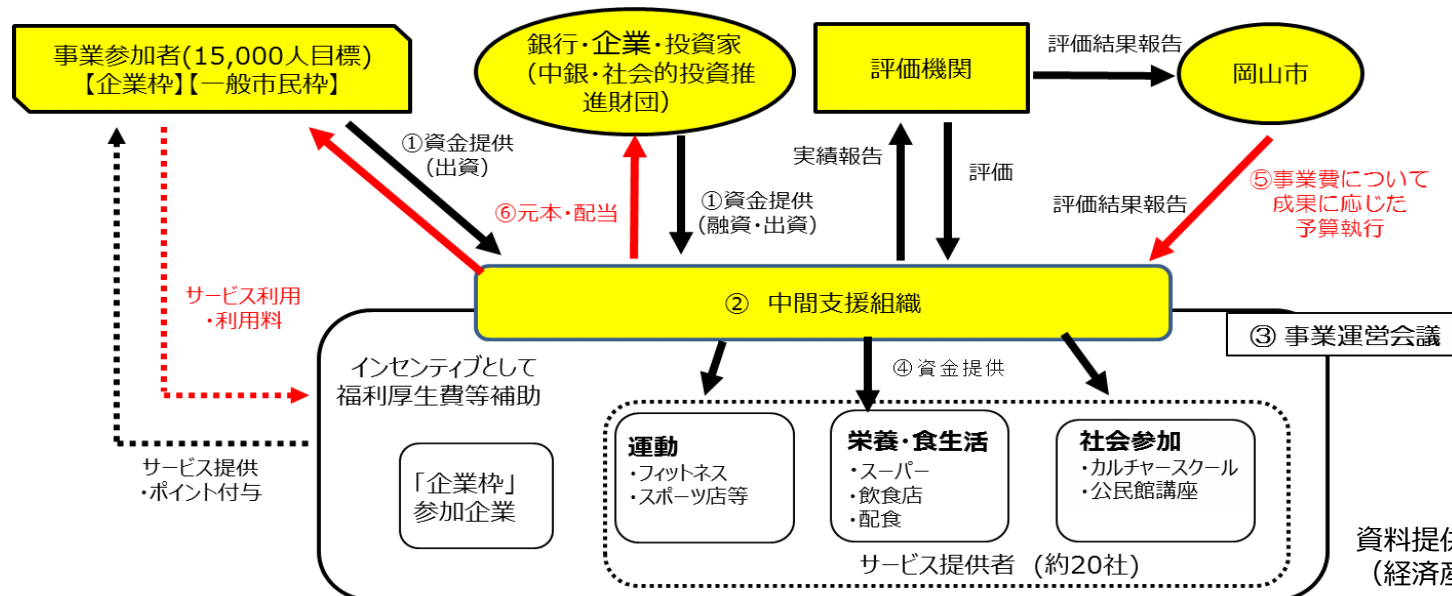 事業参加者(15,000人目標)
【企業枠】【一般市民枠】
銀行・企業・投資家
(中銀・社会的投資推
進財団)
評価機関
評価結果報告
岡山市
①資金提供
(出資)
⑥元本・配当
①資金提供
(融資・出資)
実績報告
評価
評価結果報告
⑤事業費について
成果に応じた
予算執行
サービス利用
・利用料
② 中間支援組織
③ 事業運営会議
インセンティブとして
福利厚生費等補助
④資金提供
サービス提供
・ポイント付与
「企業枠」
参加企業
運動
・フィットネス
・スポーツ店等
栄養・食生活
・スーパー
・飲食店
・配食
社会参加
・カルチャースクール
・公民館講座
サービス提供者 (約20社)
資料提
(経済産